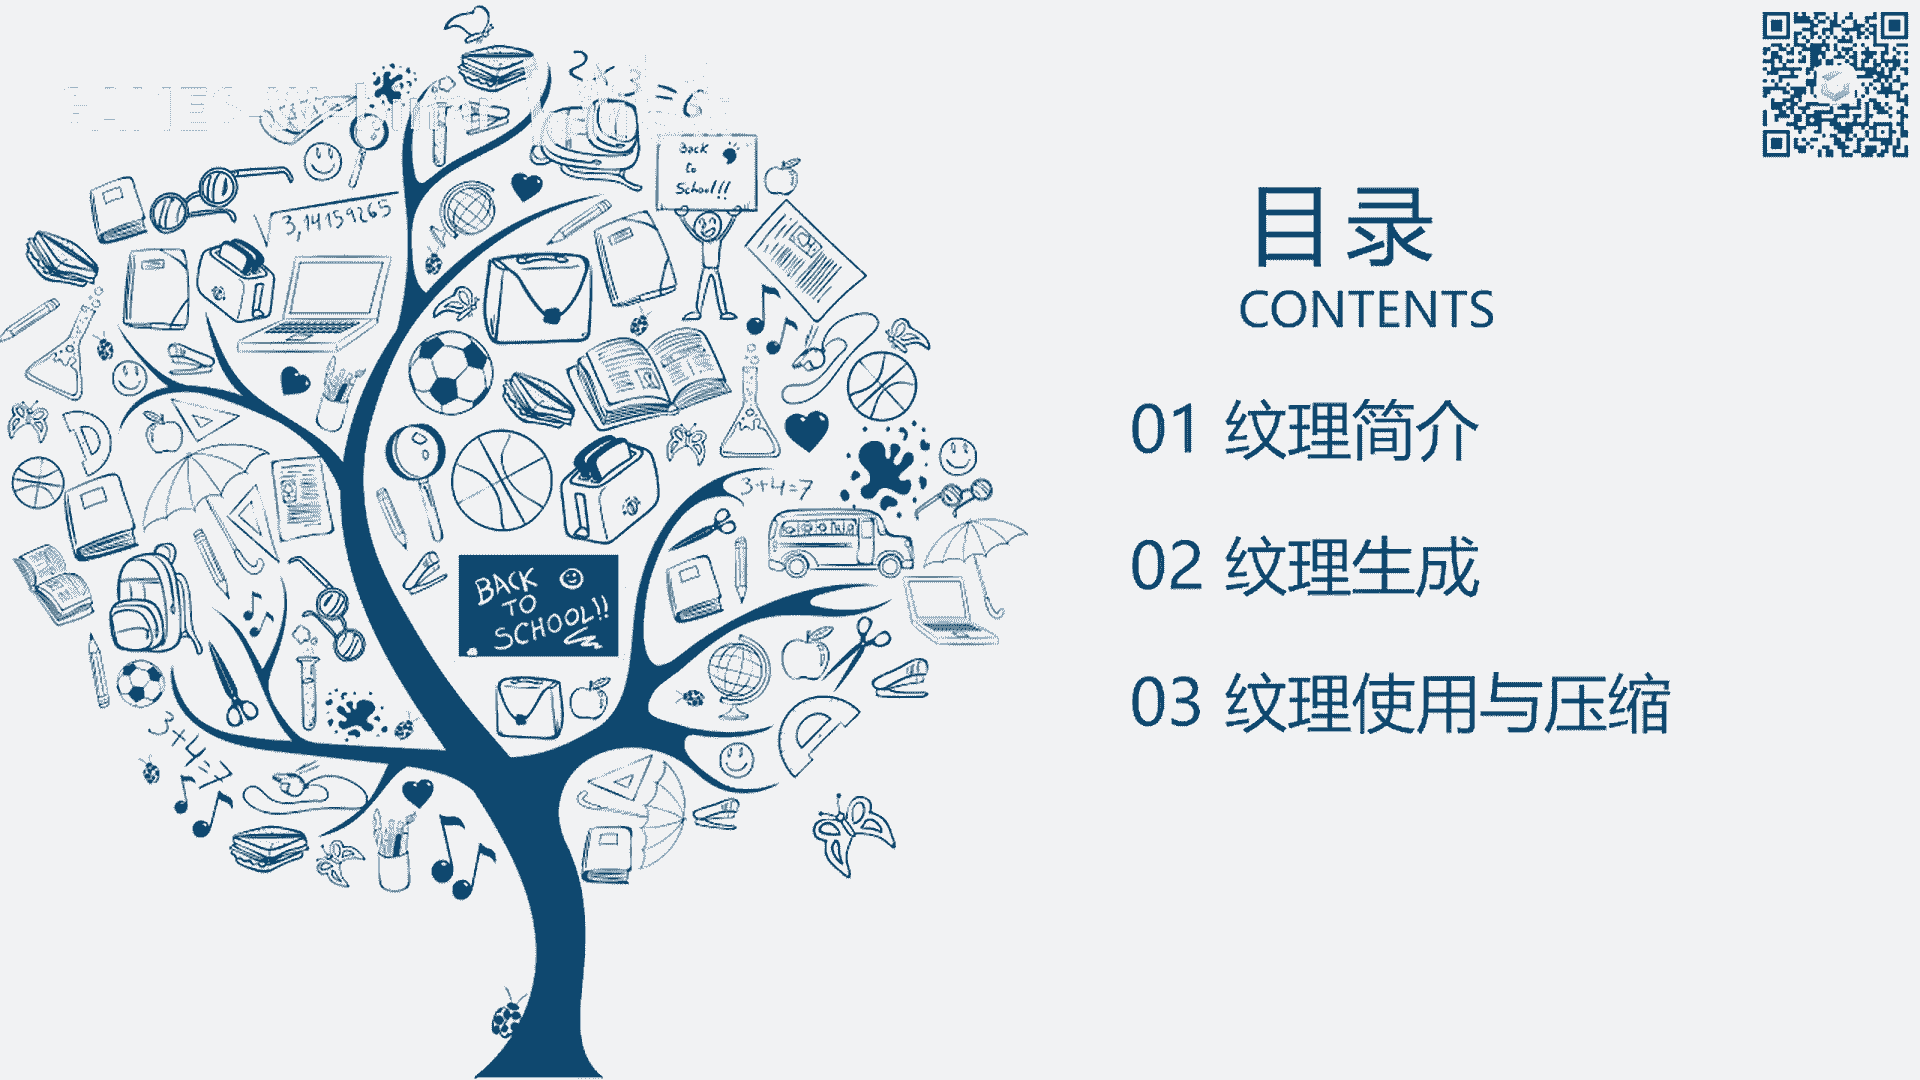 2×3=6
Back
to
School!!
3,14159265
目录
CONTENTS
01 纹理简介
3+4=7
02 纹理生成
BACK
TO
SCHOOL!!
03 纹理使用与压缩
3+4=7